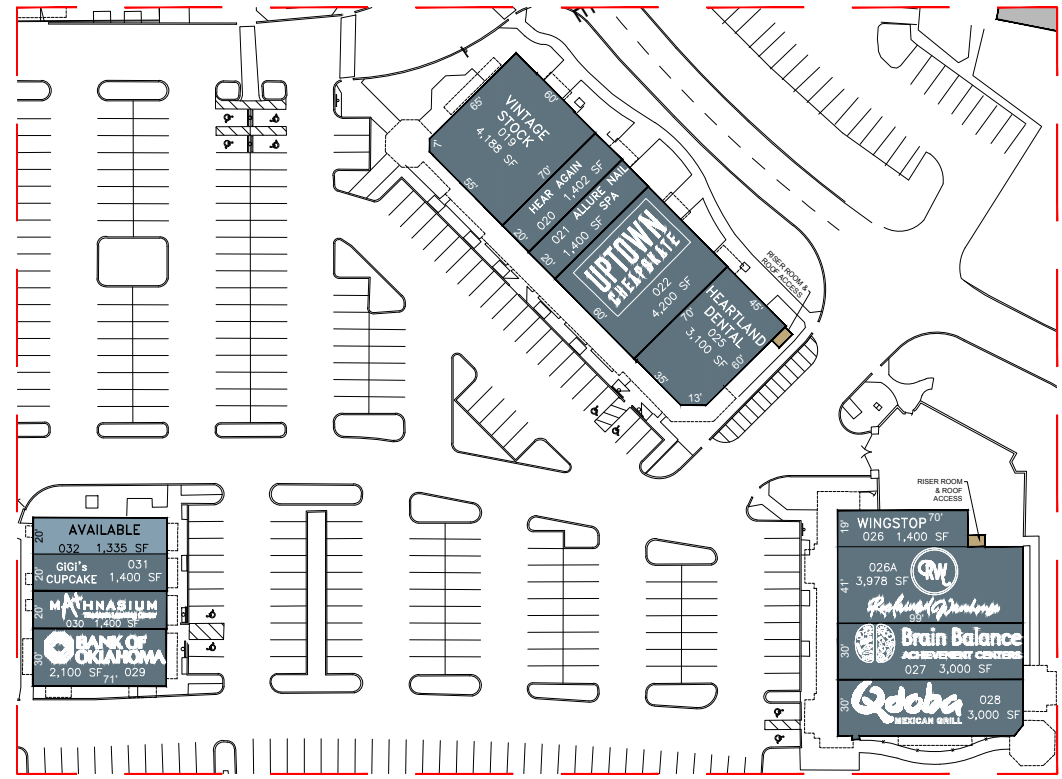 VINTAGE
STOCK
019
4,188 SF
65'
60'
7'
55'
70'
HEAR AGAIN
020 1,402 SF
20'
ALLURE NAIL
SPA
021 1,400 SF
20'
UPTOWN
CHEAPSKATE
022
4,200 SF
60'
HEARTLAND
DENTAL
025
3,100 SF
70'
45'
60'
35'
13'
RISER ROOM &
ROOF ACCESS
AVAILABLE
032 1,335 SF
20'
GiGi's
CUPCAKE
031
1,400 SF
20'
MATHNASIUM
030 1,400 SF
20'
BANK OF
OKLAHOMA
2,100 SF 029
30'
71'
RISER ROOM
& ROOF
ACCESS
WINGSTOP 70'
026 1,400 SF
19'
026A
3,978 SF
RW
41'
99'
Brain Balance
ACHIEVEMENT CENTERS
027 3,000 SF
30'
Qdoba
MEXICAN GRILL
028
3,000 SF
30'